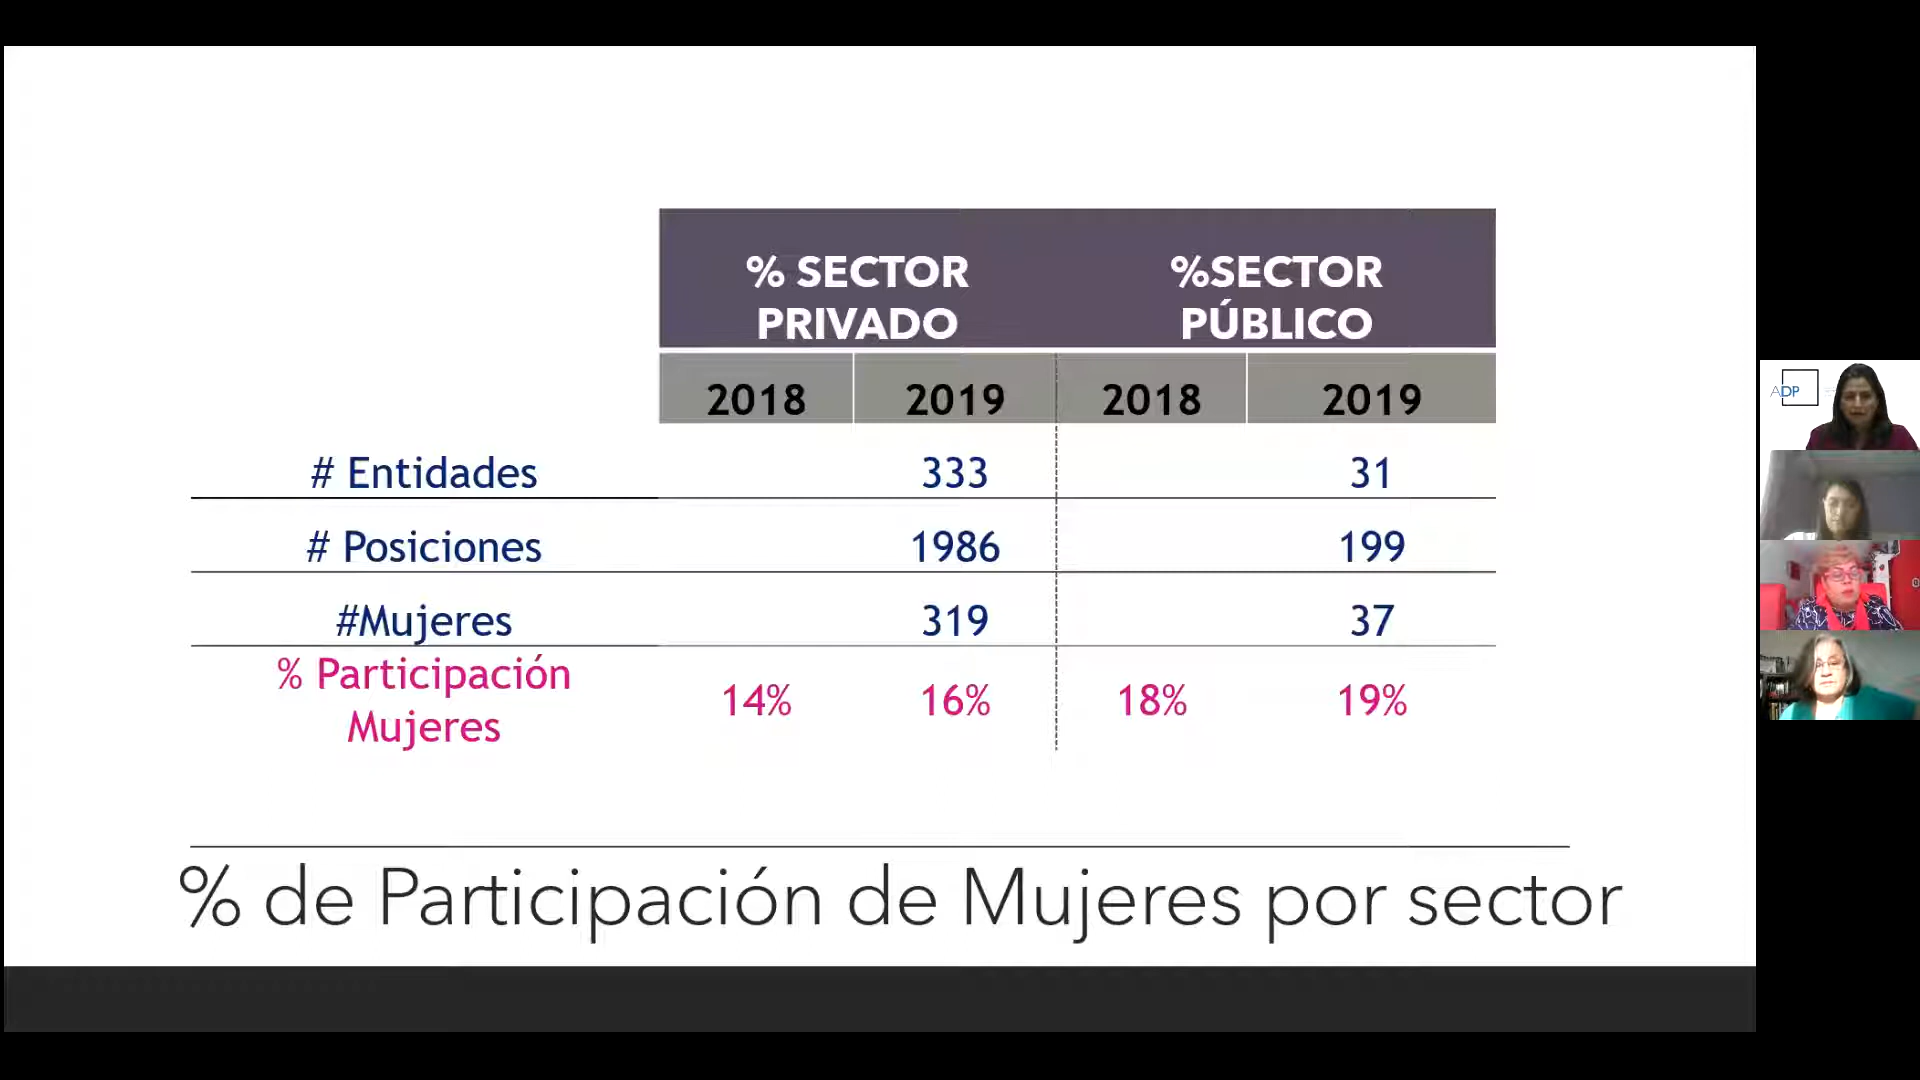 % SECTOR
PRIVADO
%SECTOR
PÚBLICO
2018 2019 2018 2019
# Entidades 333 31
# Posiciones 1986 199
#Mujeres 319 37
% Participación
Mujeres
14% 16% 18% 19%
% de Participación de Mujeres por sector
ADP